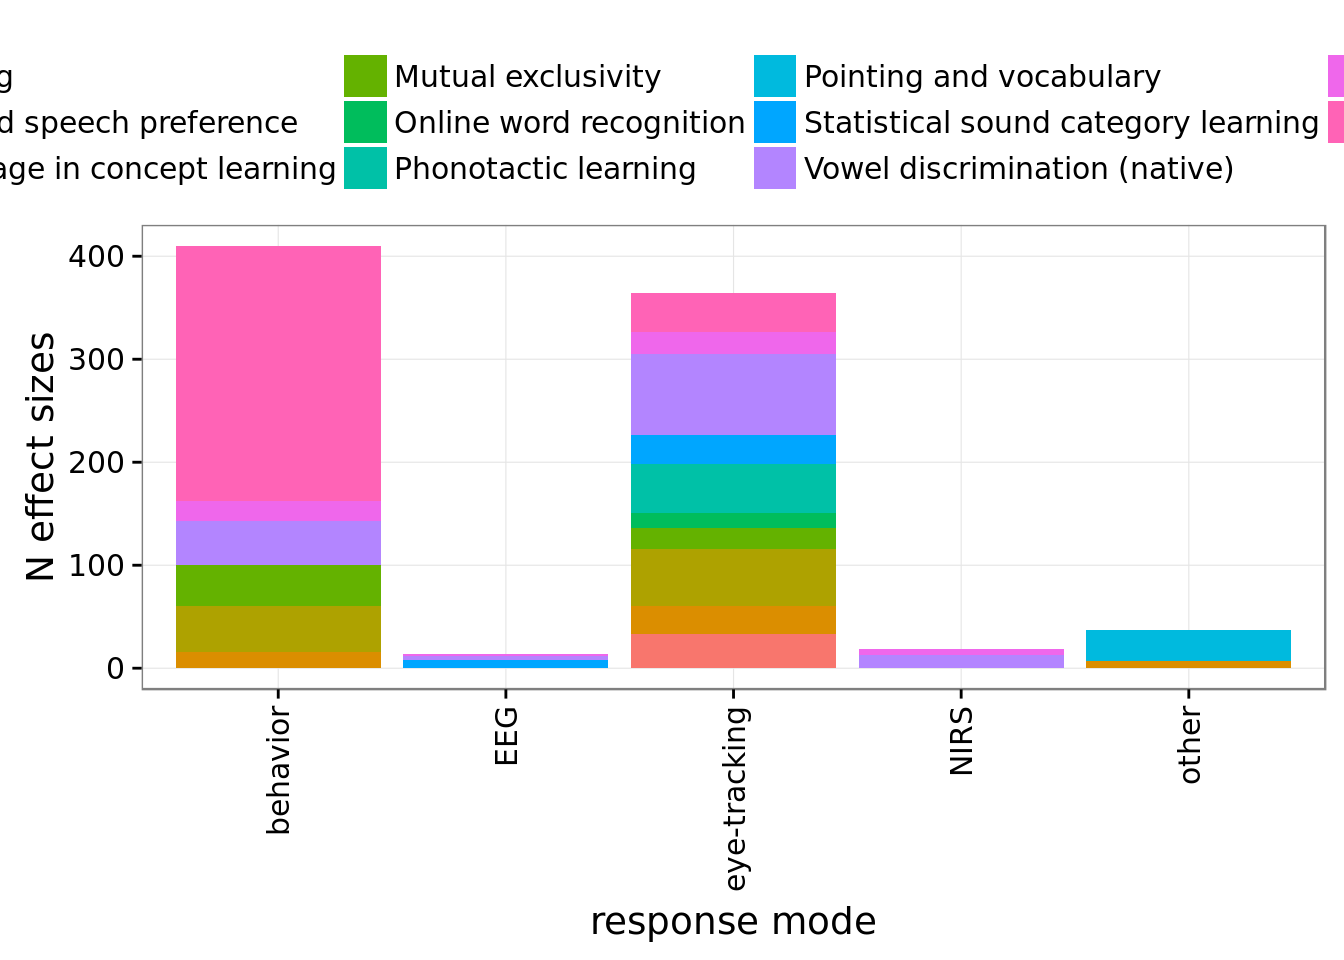 g Mutual exclusivity Pointing and vocabulary
d speech preference Online word recognition Statistical sound category learning
age in concept learning Phonotactic learning Vowel discrimination (native)
400
300
200
100
0
N effect sizes
behavior EEG eye-tracking NIRS other
response mode